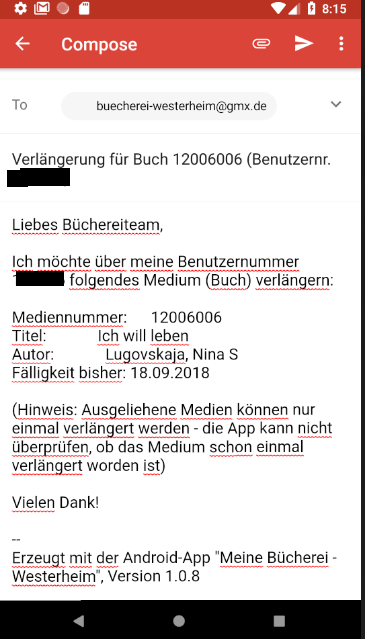 8:15
Compose
To buecherei-westerheim@gmx.de
Verlängerung für Buch 12006006 (Benutzernr.
Liebes Büchereiteam,
Ich möchte über meine Benutzernummer
1 folgendes Medium (Buch) verlängern:
Mediennummer: 12006006
Titel: Ich will leben
Autor: Lugovskaja, Nina S
Fälligkeit bisher: 18.09.2018
(Hinweis: Ausgeliehene Medien können nur
einmal verlängert werden - die App kann nicht
überprüfen, ob das Medium schon einmal
verlängert worden ist)
Vielen Dank!
--
Erzeugt mit der Android-App "Meine Bücherei -
Westerheim", Version 1.0.8